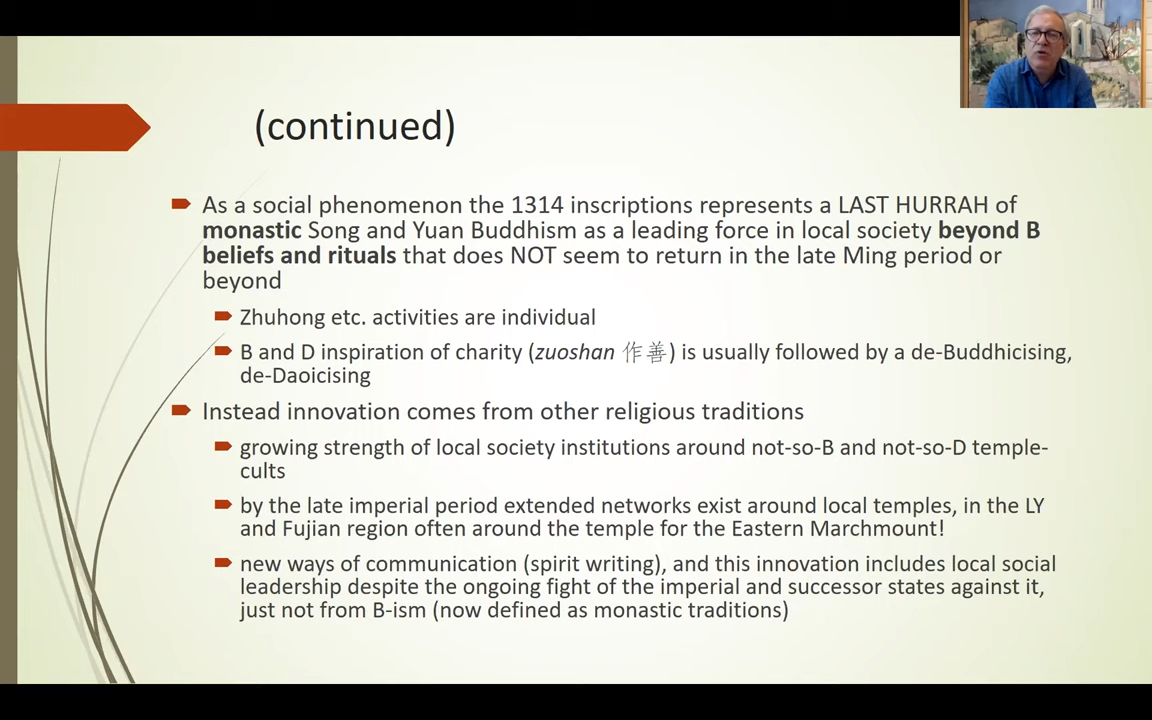 (continued)
As a social phenomenon the 1314 inscriptions represents a LAST HURRAH of
monastic Song and Yuan Buddhism as a leading force in local society beyond B
beliefs and rituals that does NOT seem to return in the late Ming period or
beyond
Zhuhong etc. activities are individual
B and D inspiration of charity (zuoshan 作善) is usually followed by a de-Buddhicising,
de-Daoicising
Instead innovation comes from other religious traditions
growing strength of local society institutions around not-so-B and not-so-D temple-
cults
by the late imperial period extended networks exist around local temples, in the LY
and Fujian region often around the temple for the Eastern Marchmount!
new ways of communication (spirit writing), and this innovation includes local social
leadership despite the ongoing fight of the imperial and successor states against it,
just not from B-ism (now defined as monastic traditions)